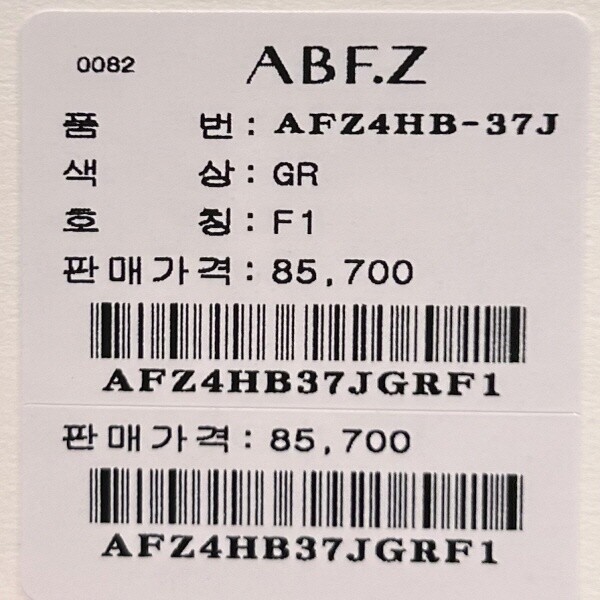 0082 ABF.Z
품 번 : AFZ4HB-37J
색 상 : GR
호 칭 : F1
판매가격 : 85,700
AFZ4HB37JGRF1
판매가격 : 85,700
AFZ4HB37JGRF1